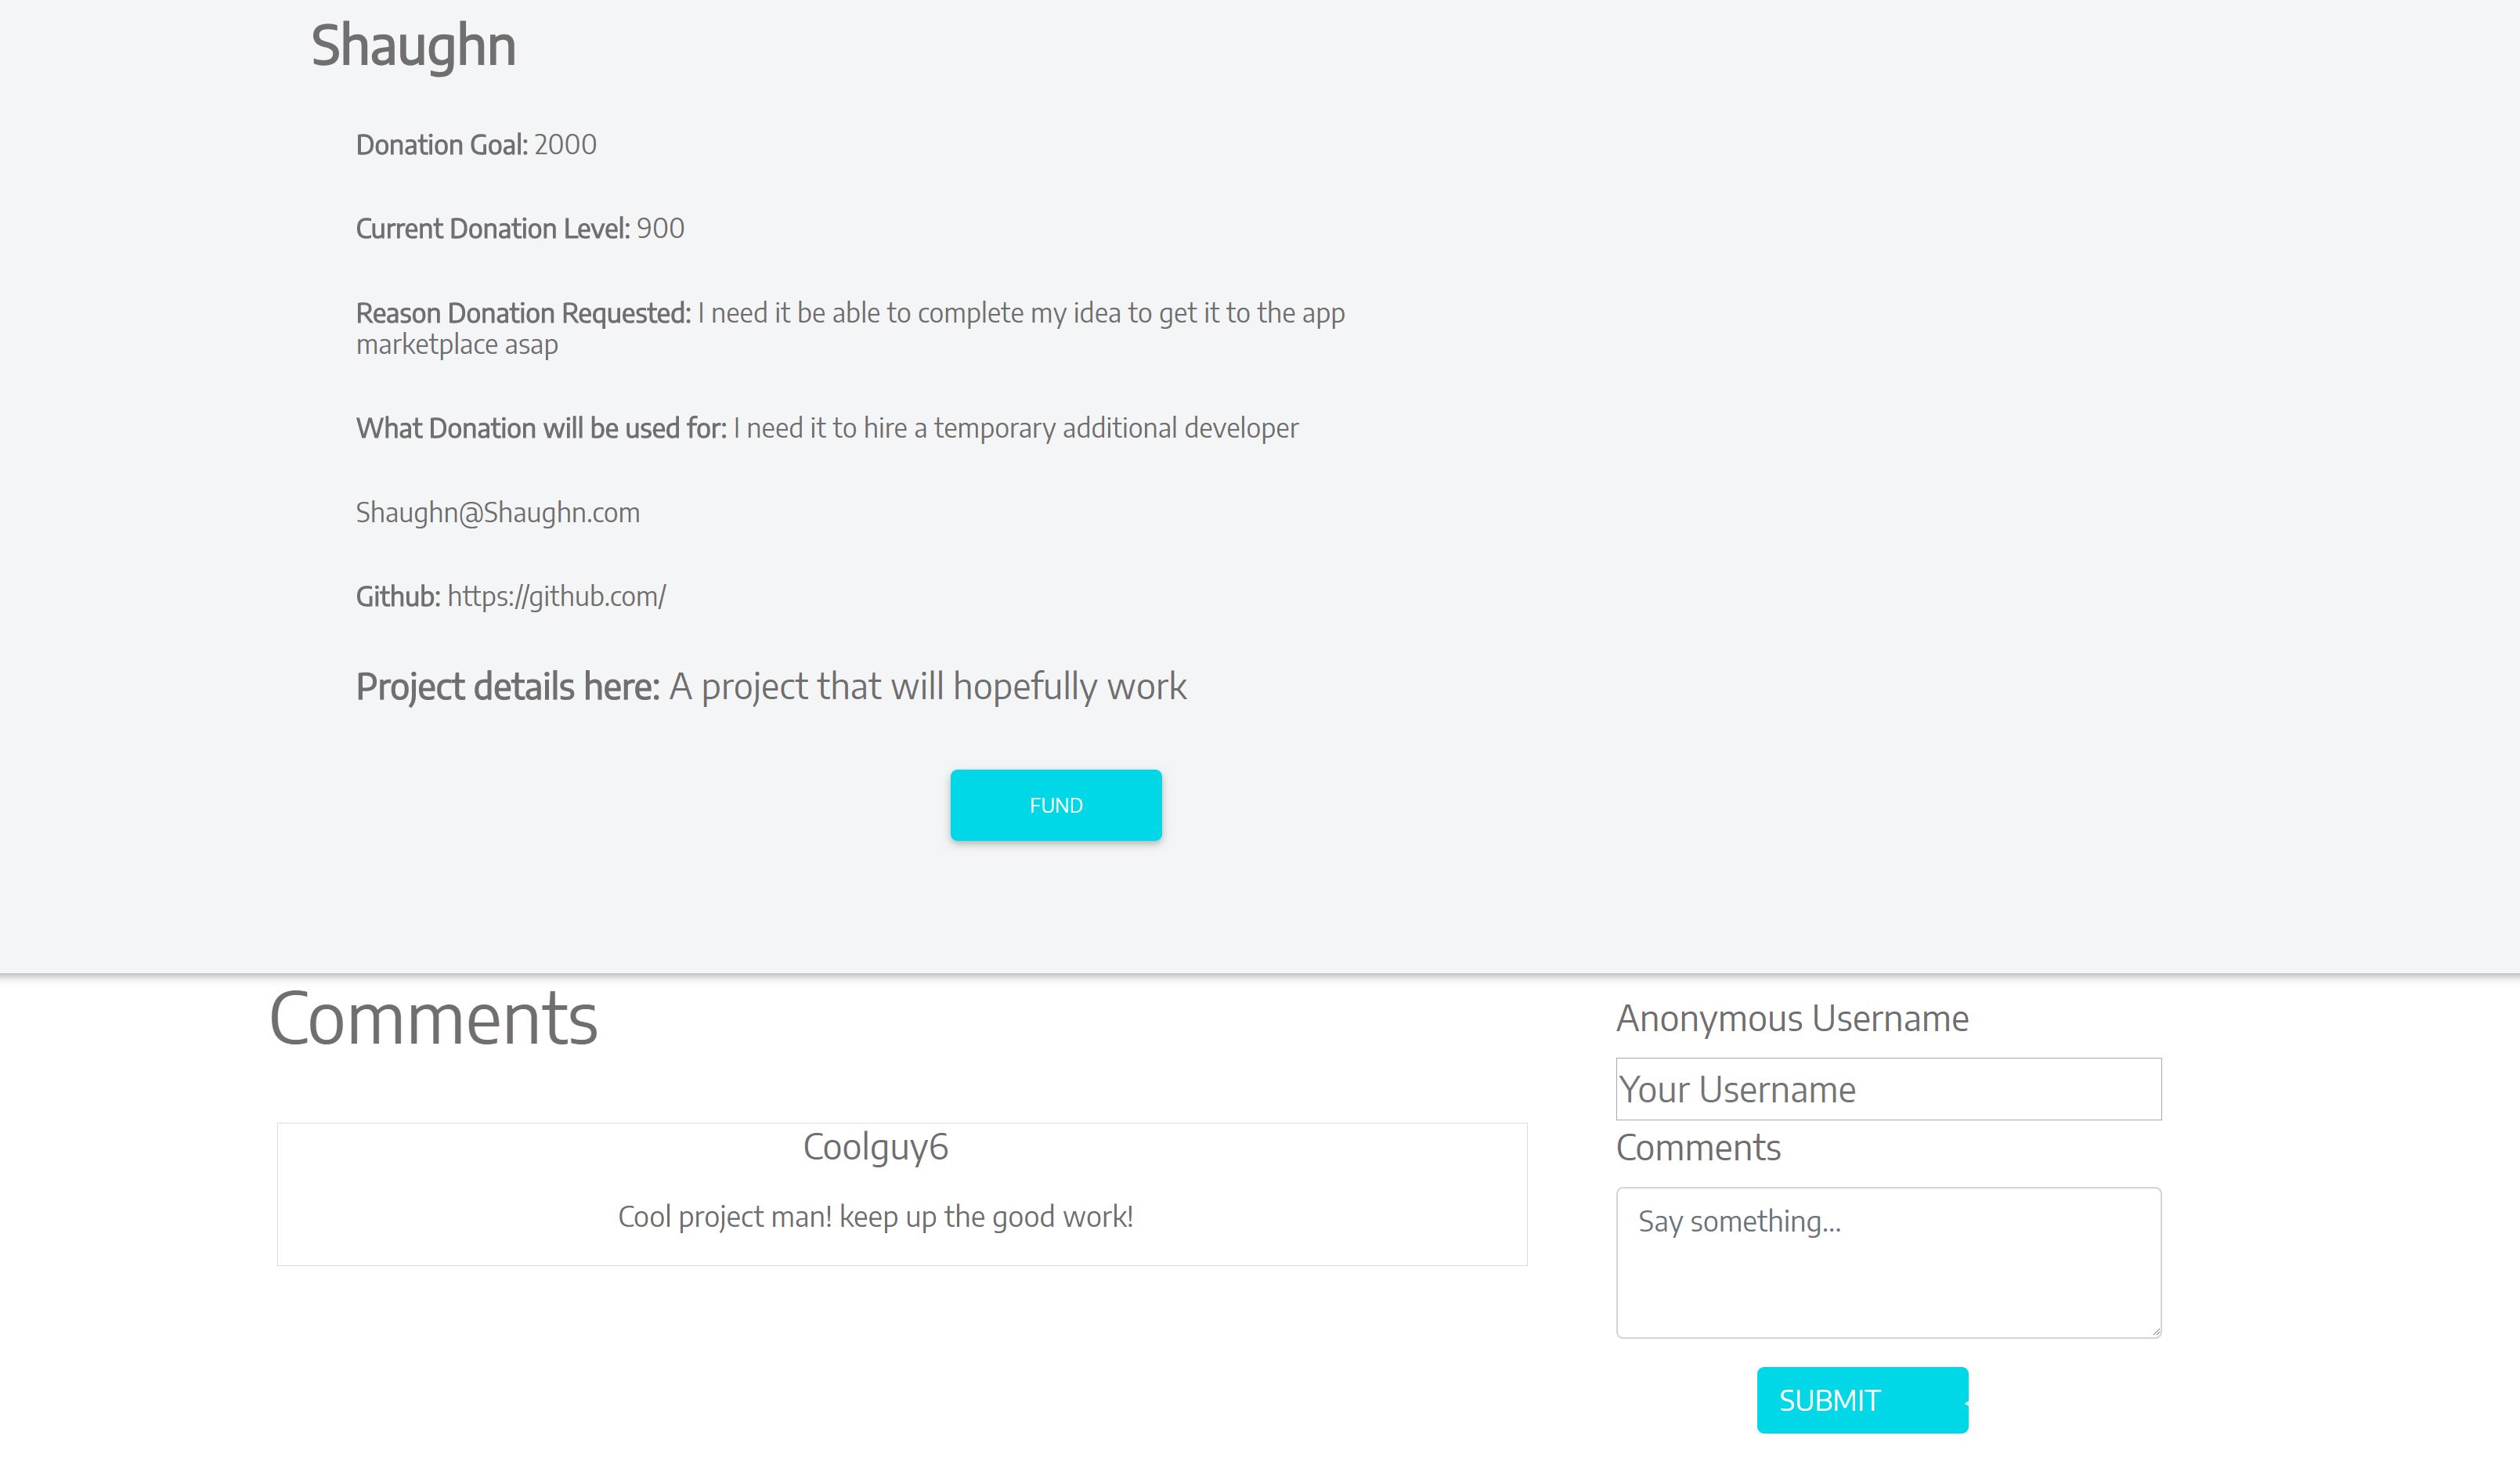 Shaughn
Donation Goal: 2000
Current Donation Level: 900
Reason Donation Requested: I need it be able to complete my idea to get it to the app
marketplace asap
What Donation will be used for: I need it to hire a temporary additional developer
Shaughn@Shaughn.com
Github: https://github.com/
Project details here: A project that will hopefully work
FUND
Comments
Coolguy6
Cool project man! keep up the good work!
Anonymous Username
Your Username
Comments
Say something...
SUBMIT